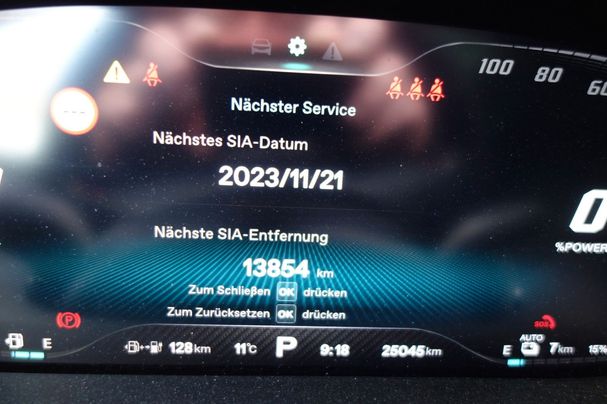 100 80 60
Nächster Service
Nächstes SIA-Datum
2023/11/21
0
%POWER
Nächste SIA-Entfernung
13854 km
Zum Schließen OK drücken
Zum Zurücksetzen OK drücken
SOS
AUTO
E 128 km 11°C P 9:18 25045 km E 7 km 15%